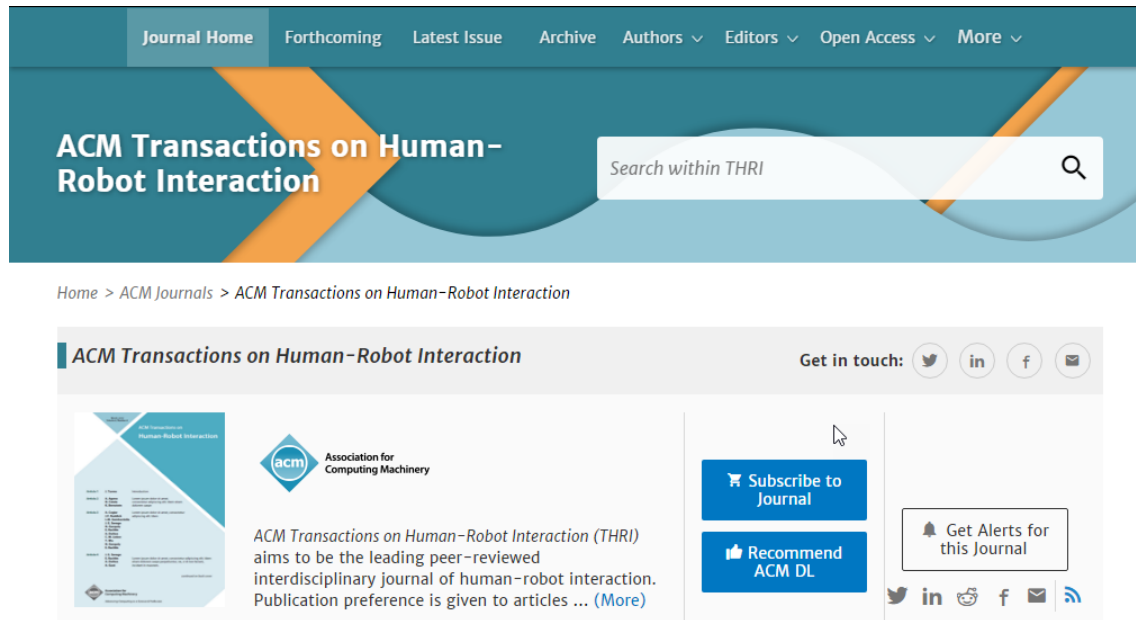 Journal Home Forthcoming Latest Issue Archive Authors Editors Open Access More
ACM Transactions on Human-
Robot Interaction
Search within THRI
Home > ACM Journals > ACM Transactions on Human-Robot Interaction
ACM Transactions on Human-Robot Interaction
Get in touch:
in
f
ACM Transactions on
Human-Robot Interaction
acm
Association for
Computing Machinery
ACM Transactions on Human-Robot Interaction (THRI)
aims to be the leading peer-reviewed
interdisciplinary journal of human-robot interaction.
Publication preference is given to articles ... (More)
Subscribe to
Journal
Recommend
ACM DL
Get Alerts for
this Journal
in
f